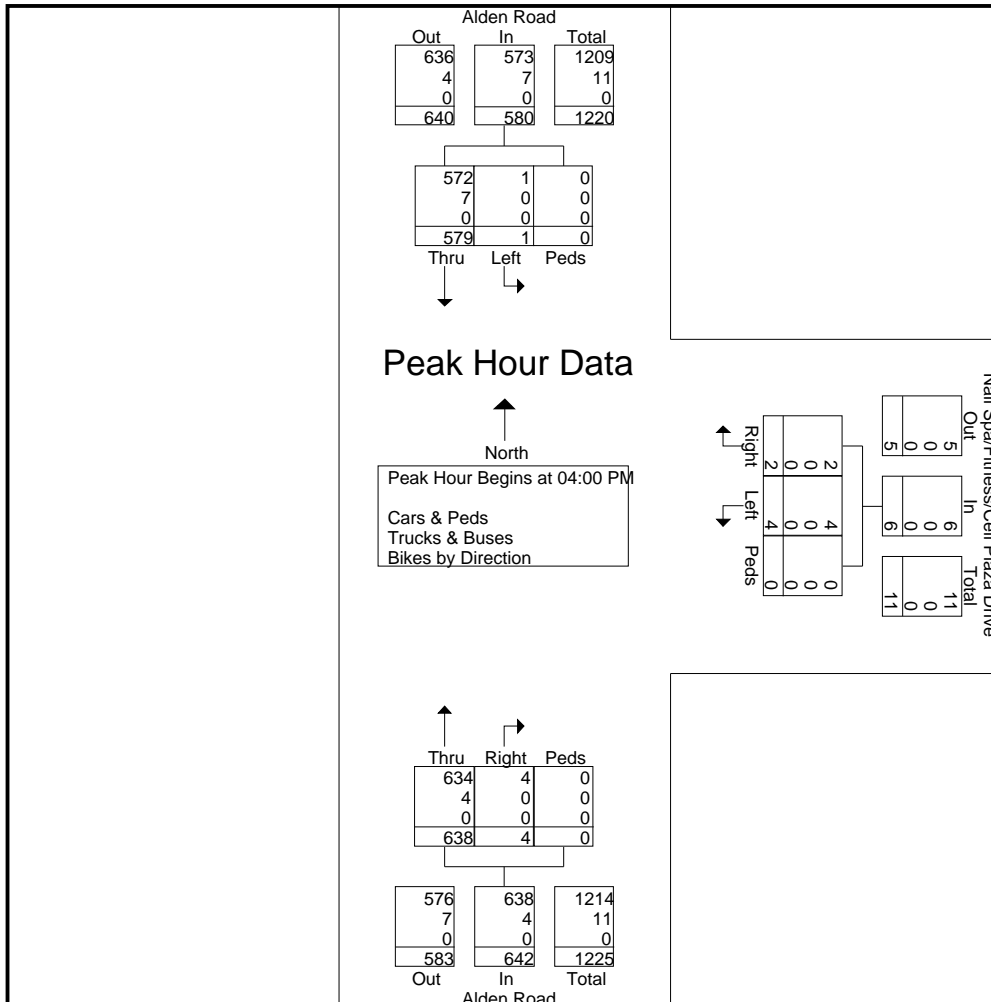 Alden Road
Out In Total
636 573 1209
4 7 11
0 0 0
640 580 1220
572 1 0
7 0 0
0 0 0
579 1 0
Thru Left Peds
Peak Hour Data
North
Peak Hour Begins at 04:00 PM
Cars & Peds
Trucks & Buses
Bikes by Direction
Right Left Peds
2 4 0
0 0 0
0 0 0
2 4 0
Out In Total
5 6 11
0 0 0
0 0 0
5 6 11
Spa/Fitness/Cell Plaza Drive
Thru Right Peds
634 4 0
4 0 0
0 0 0
638 4 0
576 638 1214
7 4 11
0 0 0
583 642 1225
Out In Total
Alden Road